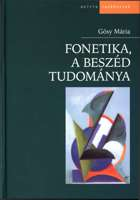 Gósy Mária
FONETIKA,
A BESZÉD
TUDOMÁNYA